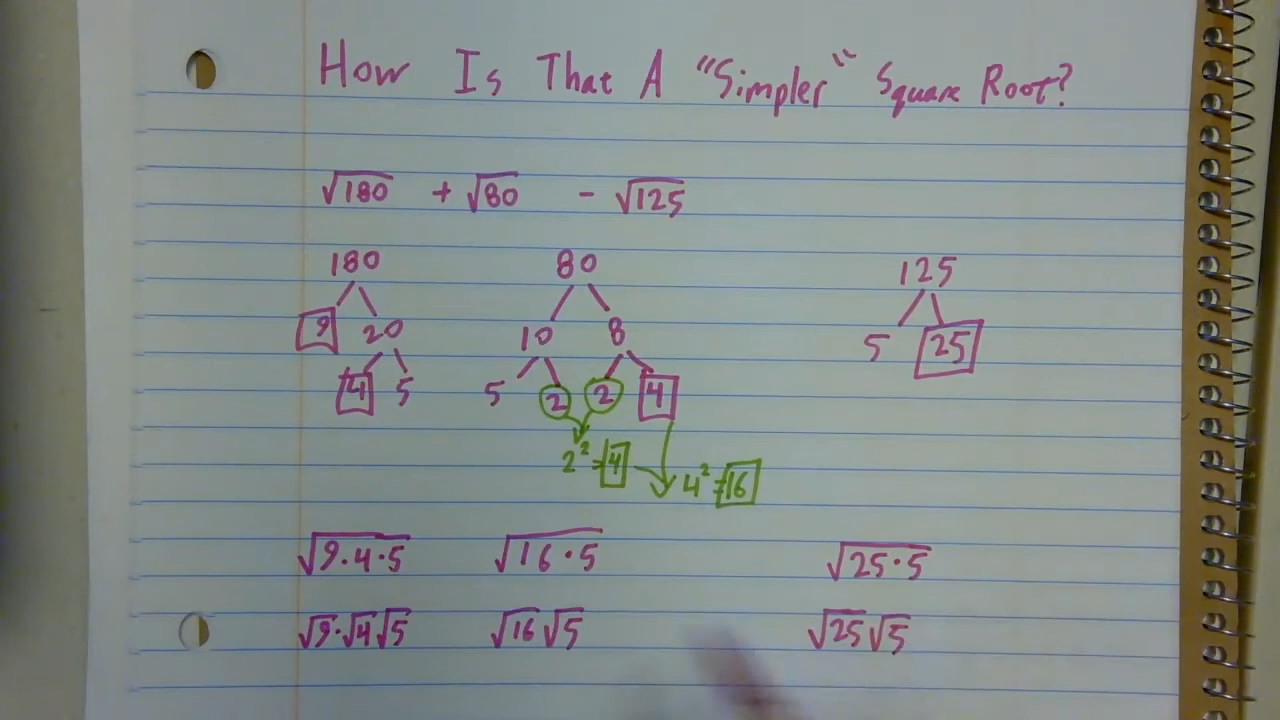 How Is That A "Simpler" Square Root?
√180 + √80 - √125
180 80 125
9 20 10 8 5 25
4 5 5 2 2 4
2² = 4 4² = 16
√9·4·5 √16·5 √25·5
√9·√4√5 √16√5 √25√5